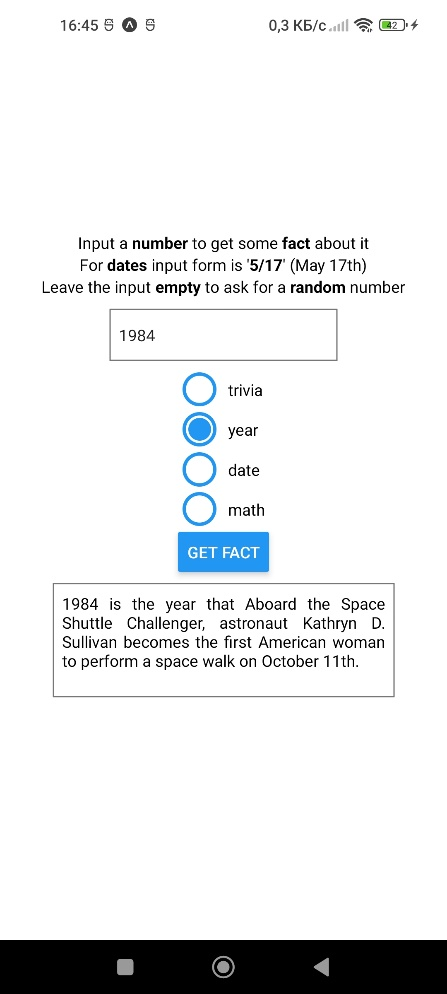 16:45 0,3 КБ/с 42
Input a number to get some fact about it
For dates input form is '5/17' (May 17th)
Leave the input empty to ask for a random number
1984
trivia
year
date
math
GET FACT
1984 is the year that Aboard the Space
Shuttle Challenger, astronaut Kathryn D.
Sullivan becomes the first American woman
to perform a space walk on October 11th.